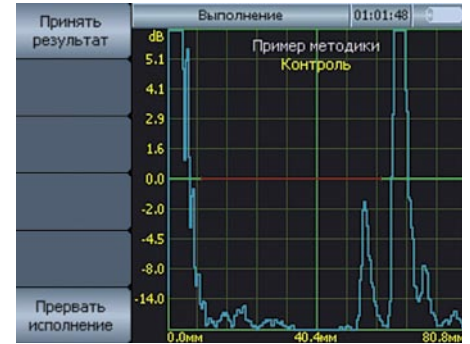 Принять
результат
Выполнение
01:01:48
dB
Пример методики
Контроль
5.1
4.1
2.9
1.6
0.0
-2.0
-4.5
-8.0
-14.0
Прервать
исполнение
0.0мм
40.4мм
80.8мм